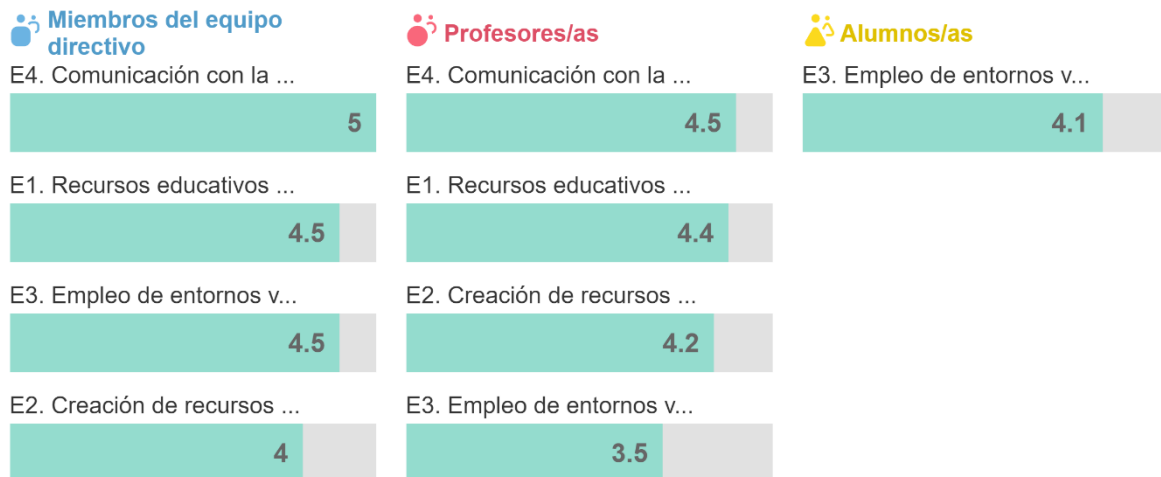 Miembros del equipo
directivo
E4. Comunicación con la ...
5
E1. Recursos educativos ...
4.5
E3. Empleo de entornos v...
4.5
E2. Creación de recursos ...
4
Profesores/as
E4. Comunicación con la ...
4.5
E1. Recursos educativos ...
4.4
E2. Creación de recursos ...
4.2
E3. Empleo de entornos v...
3.5
Alumnos/as
E3. Empleo de entornos v...
4.1